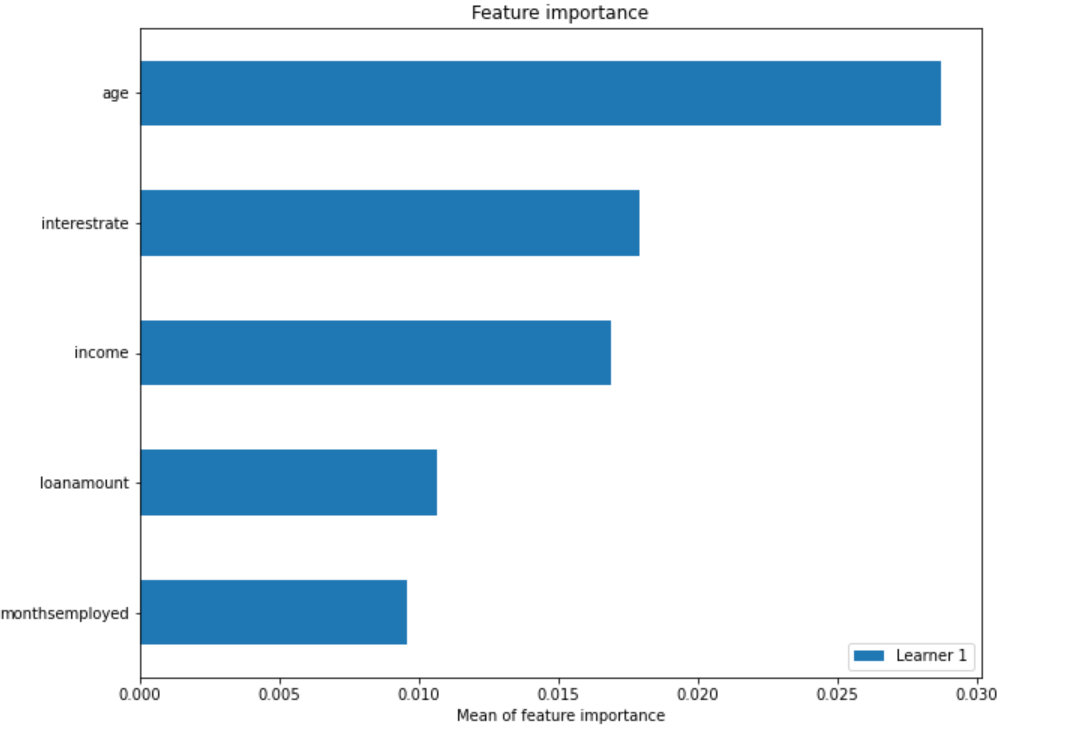 Feature importance
age
interestrate
income
loanamount
monthsemployed
Learner 1
0.000 0.005 0.010 0.015 0.020 0.025 0.030
Mean of feature importance